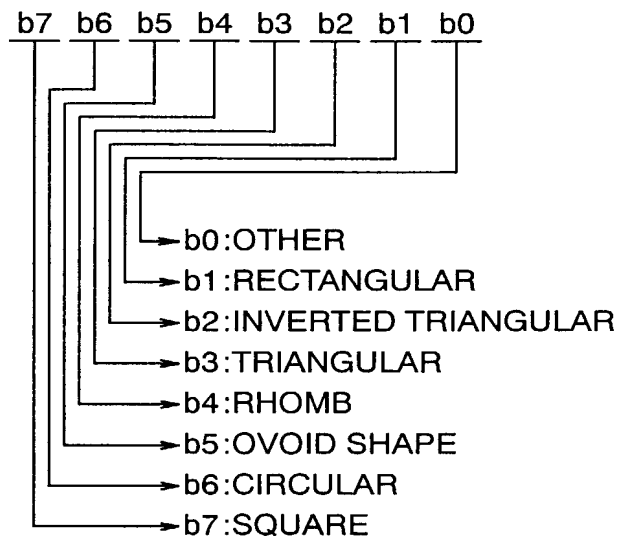 b7 b6 b5 b4 b3 b2 b1 b0
b0:OTHER
b1:RECTANGULAR
b2:INVERTED TRIANGULAR
b3:TRIANGULAR
b4:RHOMB
b5:OVOID SHAPE
b6:CIRCULAR
b7:SQUARE